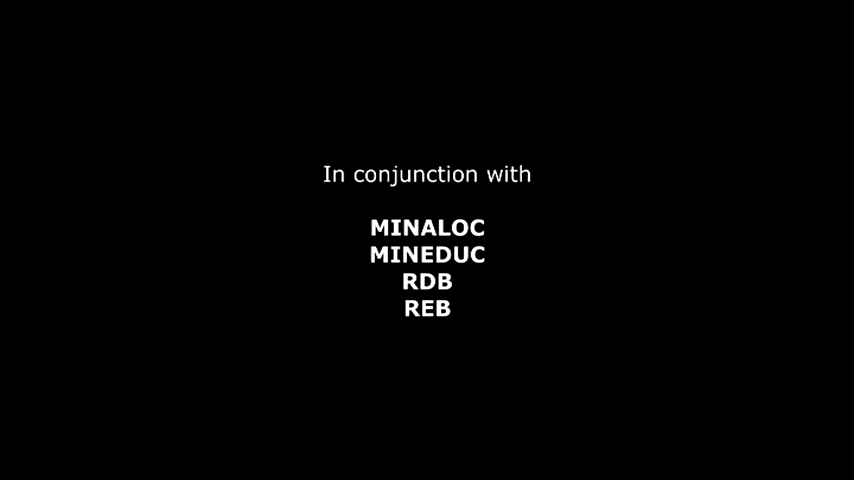 In conjunction with
MINALOC
MINEDUC
RDB
REB